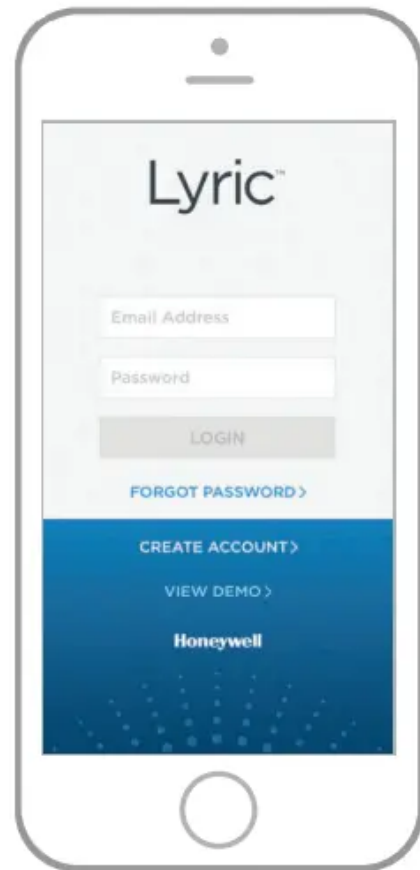 Lyric™
Email Address
Password
LOGIN
FORGOT PASSWORD >
CREATE ACCOUNT >
VIEW DEMO >
Honeywell